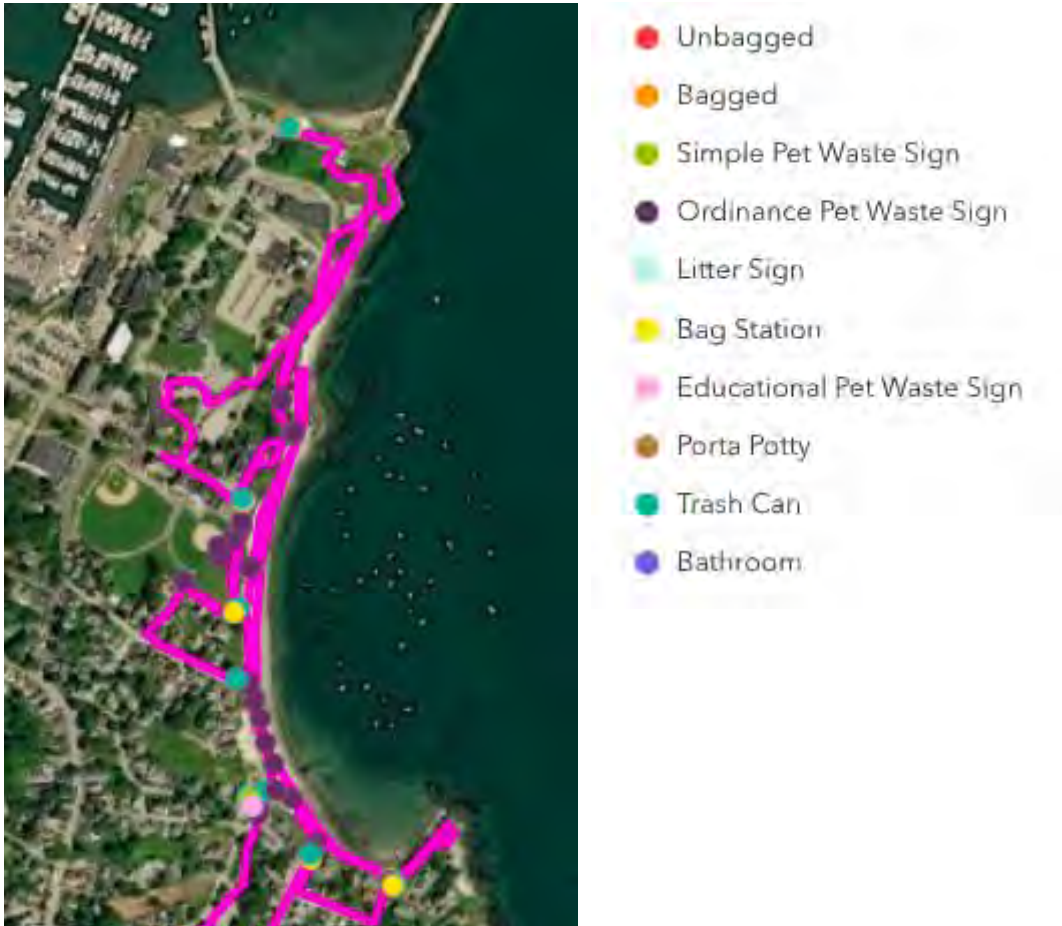 Unbagged
Bagged
Simple Pet Waste Sign
Ordinance Pet Waste Sign
Litter Sign
Bag Station
Educational Pet Waste Sign
Porta Potty
Trash Can
Bathroom